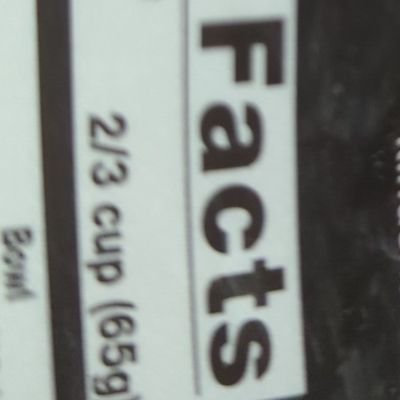 Facts
2/3 cup (65g)
Bowl